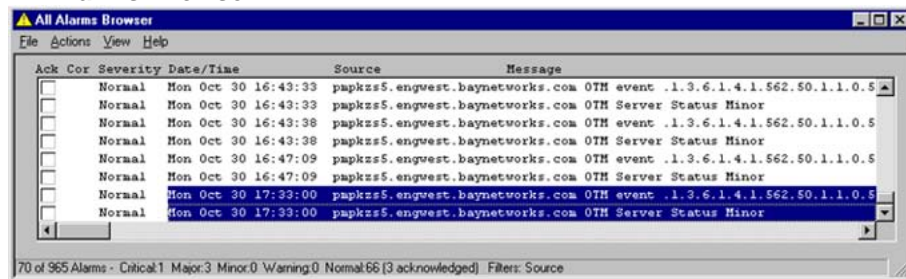 All Alarms Browser
File Actions View Help
Ack Cor Severity Date/Time Source Message
Normal Mon Oct 30 16:43:33 pmpkzs5.engwest.baynetworks.com OTM event .1.3.6.1.4.1.562.50.1.1.0.5
Normal Mon Oct 30 16:43:33 pmpkzs5.engwest.baynetworks.com OTM Server Status Minor
Normal Mon Oct 30 16:43:38 pmpkzs5.engwest.baynetworks.com OTM event .1.3.6.1.4.1.562.50.1.1.0.5
Normal Mon Oct 30 16:43:38 pmpkzs5.engwest.baynetworks.com OTM Server Status Minor
Normal Mon Oct 30 16:47:09 pmpkzs5.engwest.baynetworks.com OTM event .1.3.6.1.4.1.562.50.1.1.0.5
Normal Mon Oct 30 16:47:09 pmpkzs5.engwest.baynetworks.com OTM Server Status Minor
Normal Mon Oct 30 17:33:00 pmpkzs5.engwest.baynetworks.com OTM event .1.3.6.1.4.1.562.50.1.1.0.5
Normal Mon Oct 30 17:33:00 pmpkzs5.engwest.baynetworks.com OTM Server Status Minor
70 of 965 Alarms - Critical:1 Major:3 Minor:0 Warning:0 Normal:66 (3 acknowledged) Filters: Source